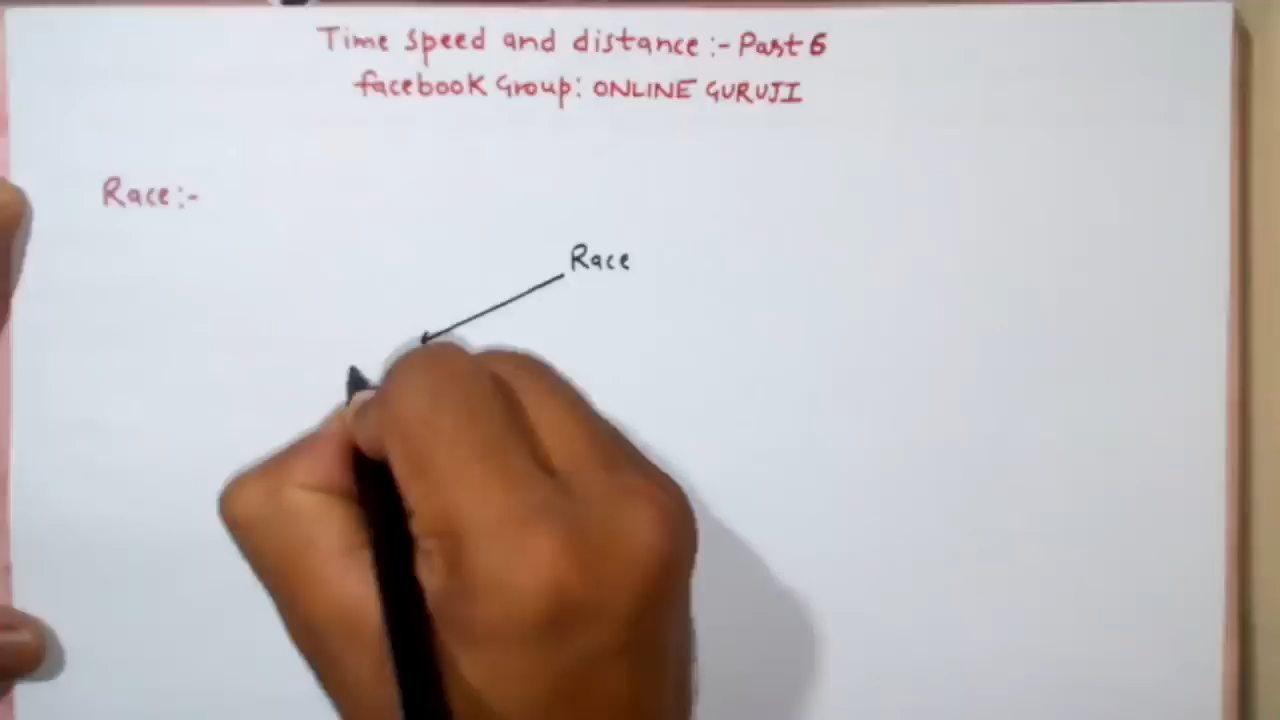 Time speed and distance :- Part 6
facebook Group: ONLINE GURUJI
Race:-
Race